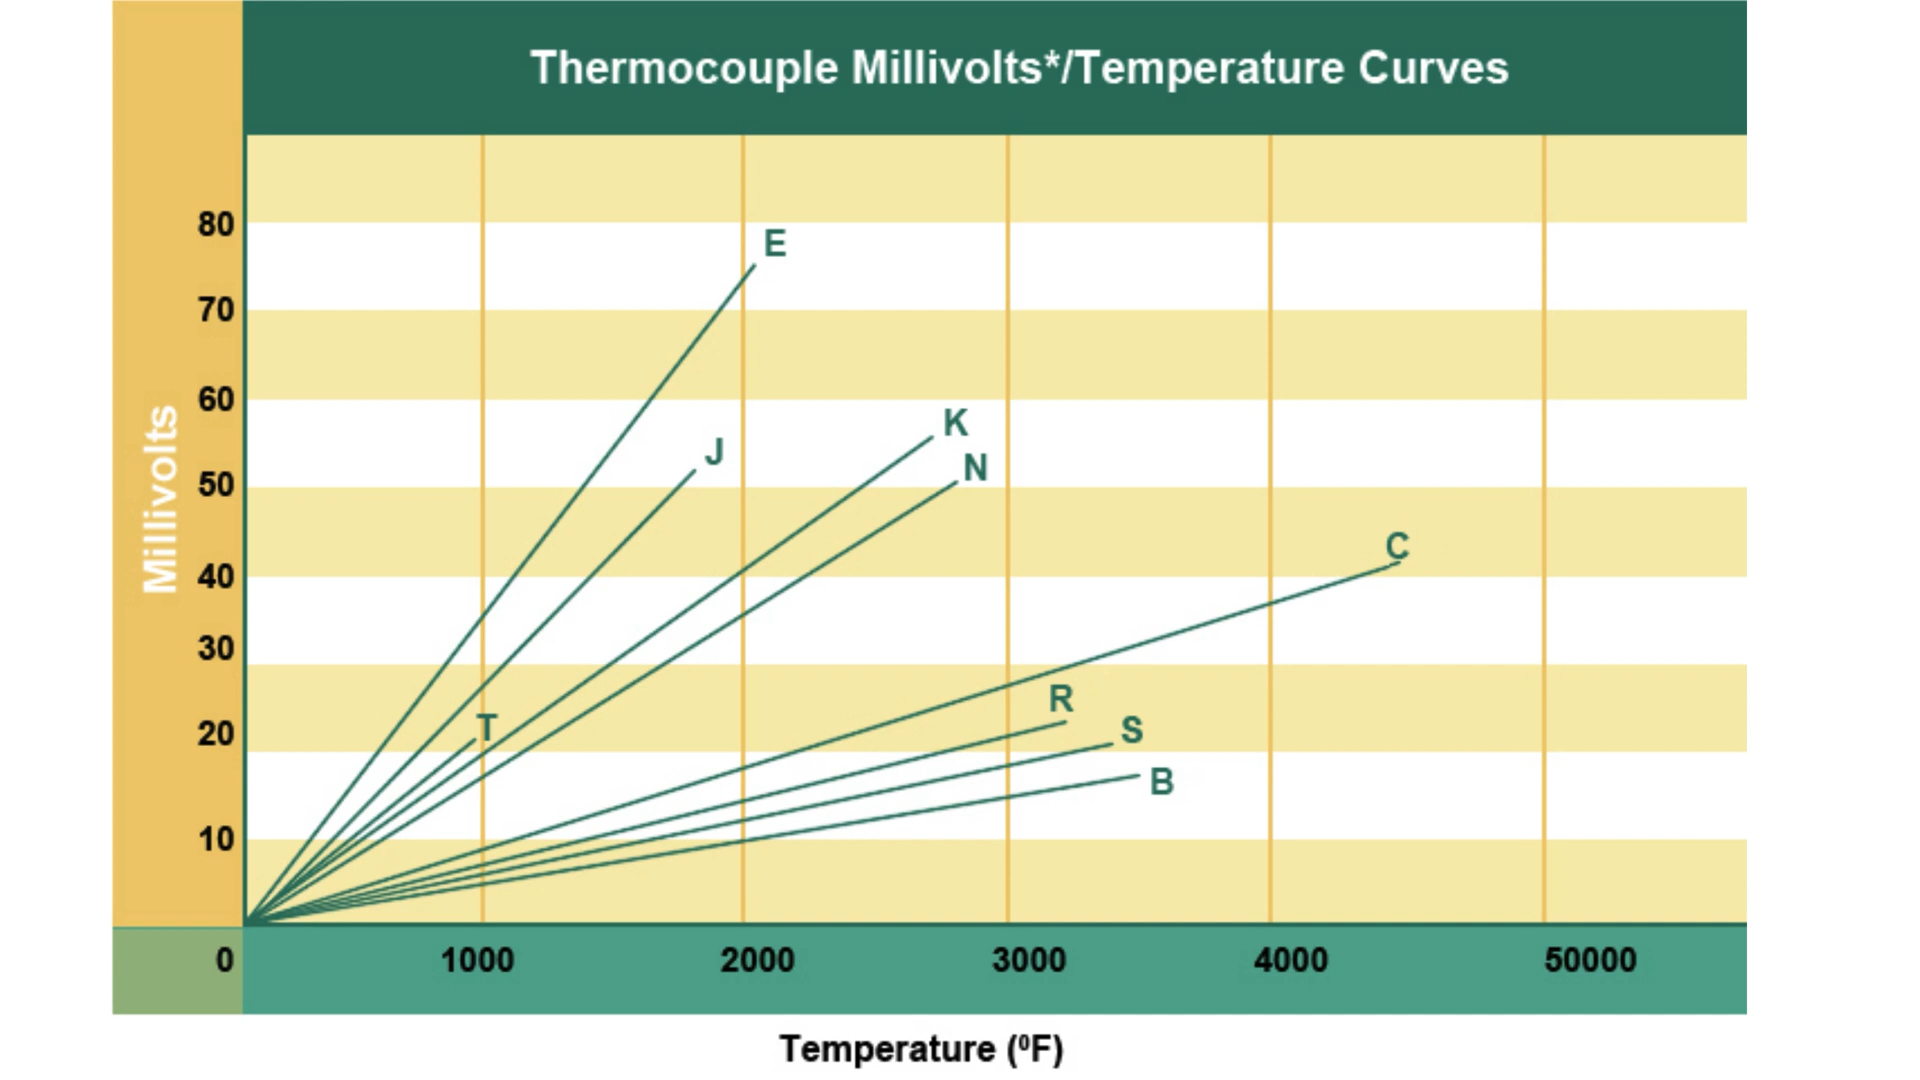 Thermocouple Millivolts*/Temperature Curves
80
E
70
60
K
J
N
50
C
40
30
R
T
S
20
B
10
Millivolts
0 1000 2000 3000 4000 50000
Temperature (⁰F)